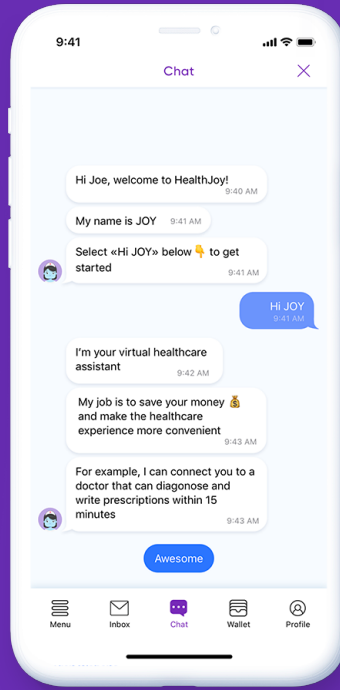 9:41
Chat
Hi Joe, welcome to HealthJoy!
9:40 AM
My name is JOY
9:41 AM
Select «Hi JOY» below 👇 to get
started
9:41 AM
Hi JOY
9:41 AM
I'm your virtual healthcare
assistant
9:42 AM
My job is to save your money 💰
and make the healthcare
experience more convenient
9:43 AM
For example, I can connect you to a
doctor that can diagonose and
write prescriptions within 15
minutes
9:43 AM
Awesome
Menu
Inbox
Chat
Wallet
Profile